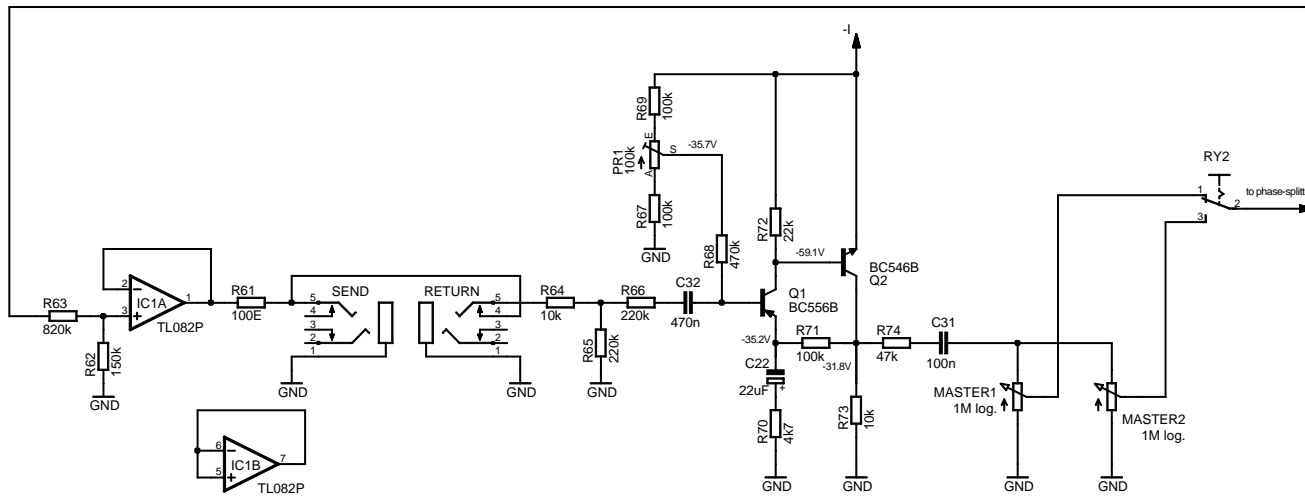 -I
R69
100k
E
PR1
100k
S
-35.7V
A
R67
100k
GND
R68
470k
R72
22k
-59.1V
BC546B
Q2
RY2
1
2
3
to phase-splitt
R63
820k
R62
150k
GND
2
3
1
IC1A
TL082P
R61
100E
5
4
3
2
1
SEND
GND
RETURN
5
4
3
2
1
GND
R64
10k
R65
220k
GND
R66
220k
C32
470n
Q1
BC556B
-35.2V
R71
100k
-31.8V
C22
22uF
+
R70
4k7
GND
R73
10k
GND
R74
47k
C31
100n
MASTER1
1M log.
GND
MASTER2
1M log.
GND
6
5
7
IC1B
TL082P